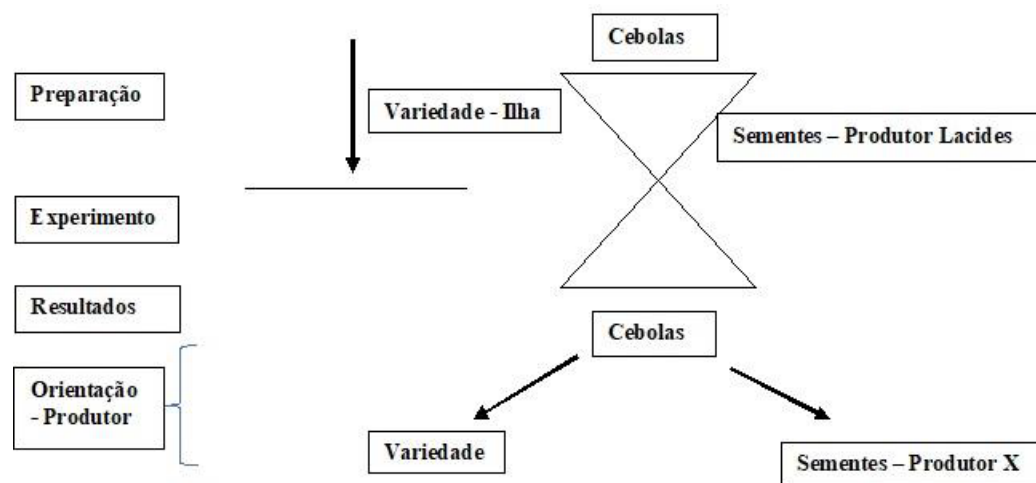 Cebolas
Preparação
Variedade - Ilha
Sementes – Produtor Lacides
Experimento
Resultados
Cebolas
Orientação
- Produtor
Variedade
Sementes – Produtor X